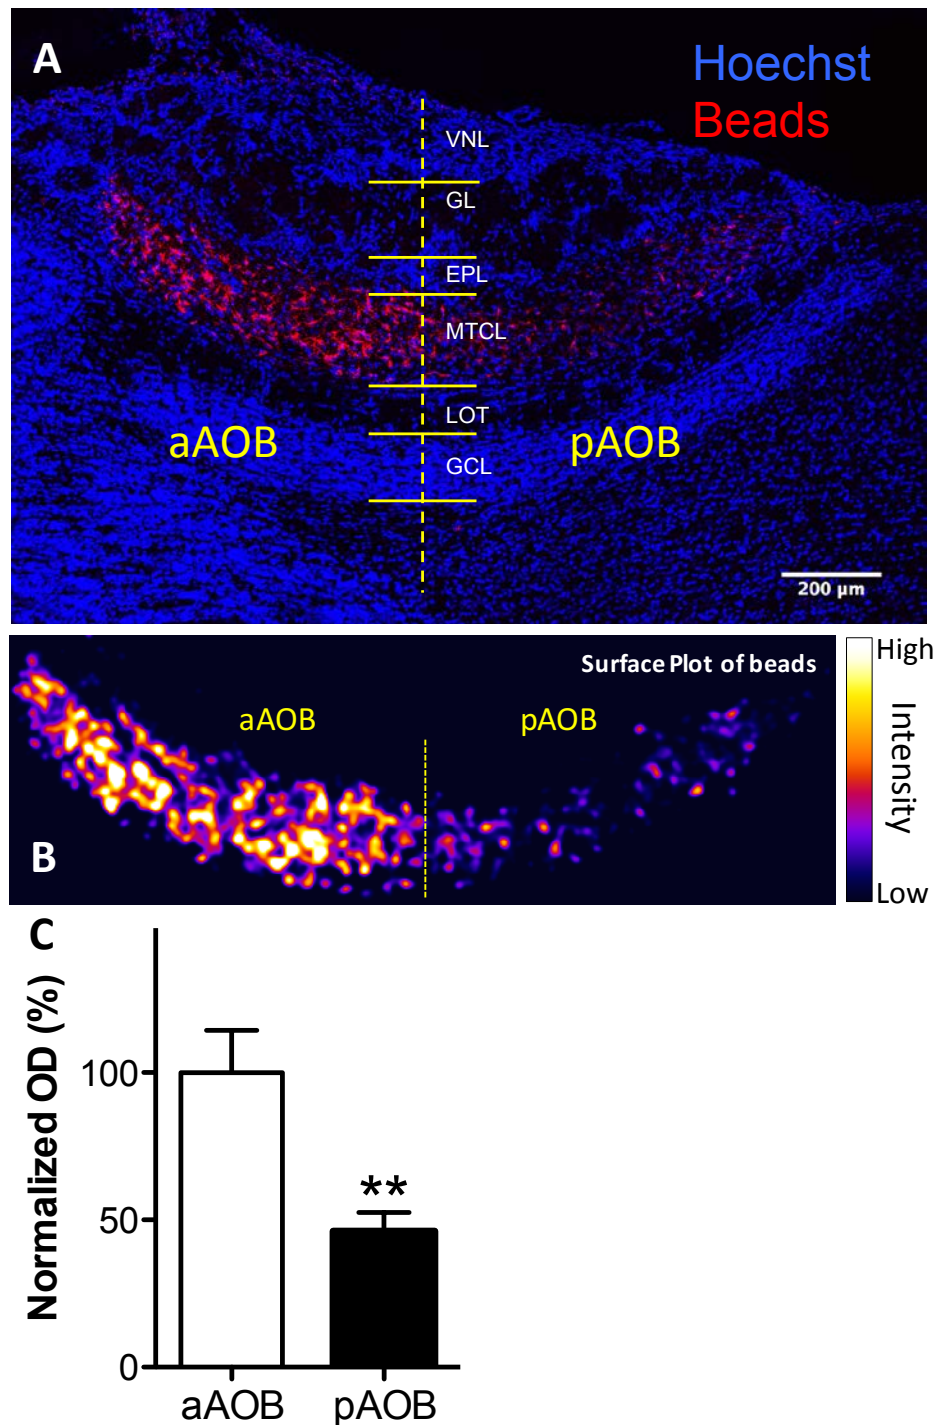 A
Hoechst
Beads
VNL
GL
EPL
MTCL
LOT
aAOB
pAOB
GCL
200 µm
Surface Plot of beads
High
aAOB
pAOB
Intensity
B
Low
C
Normalized OD (%)
100
**
50
0
aAOB
pAOB